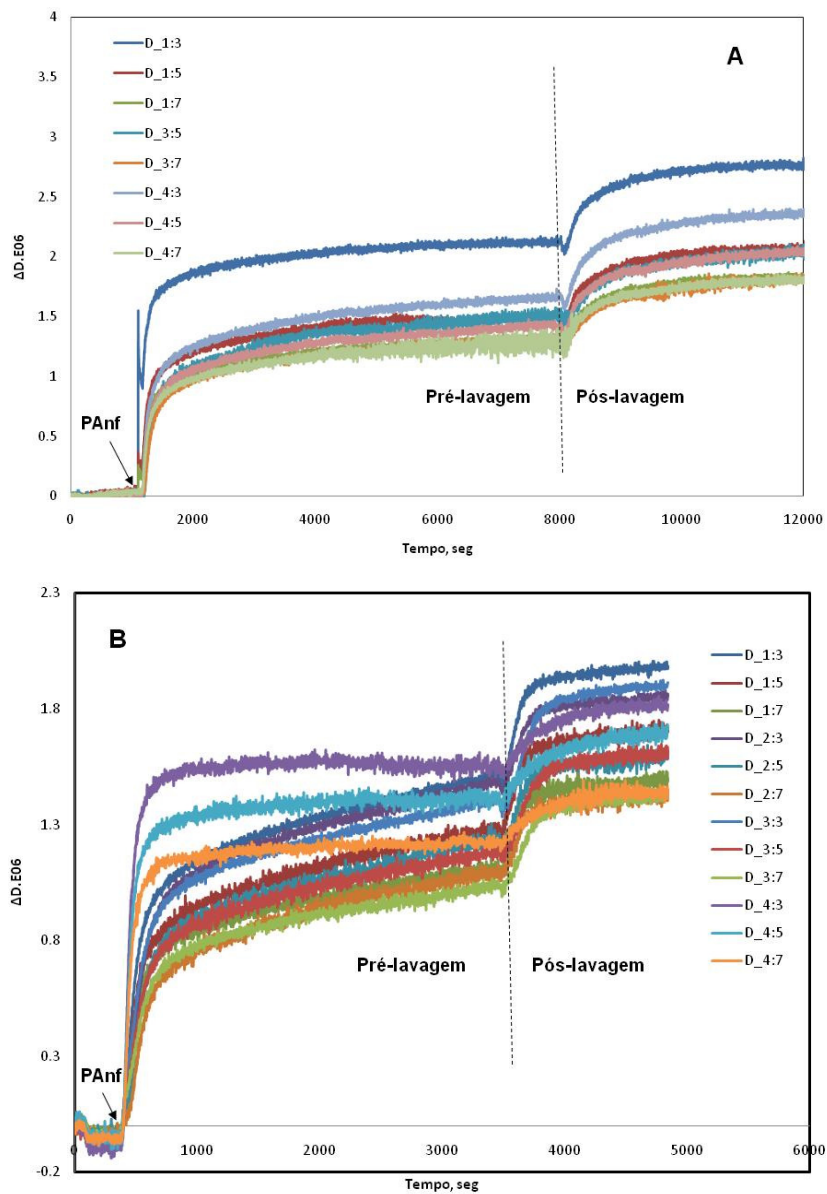 4
3.5
3
2.5
2
1.5
1
0.5
0
D_1:3
D_1:5
D_1:7
D_3:5
D_3:7
D_4:3
D_4:5
D_4:7
A
ΔD.E06
PAnf
Pré-lavagem
Pós-lavagem
0 2000 4000 6000 8000 10000 12000
Tempo, seg
2.3
1.8
1.3
0.8
0.3
-0.2
B
D_1:3
D_1:5
D_1:7
D_2:3
D_2:5
D_2:7
D_3:3
D_3:5
D_3:7
D_4:3
D_4:5
D_4:7
ΔD.E06
Pré-lavagem
Pós-lavagem
PAnf
0 1000 2000 3000 4000 5000 6000
Tempo, seg